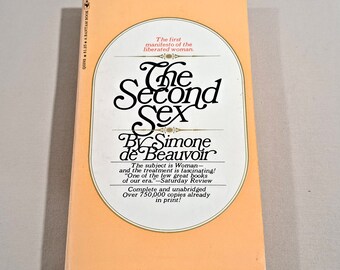 The first
manifesto of the
liberated woman.
The
Second
Sex
By Simone
de Beauvoir
The subject is Woman—
and the treatment is fascinating!
"One of the few great books
of our era."—Saturday Review
Complete and unabridged
Over 750,000 copies already
in print!